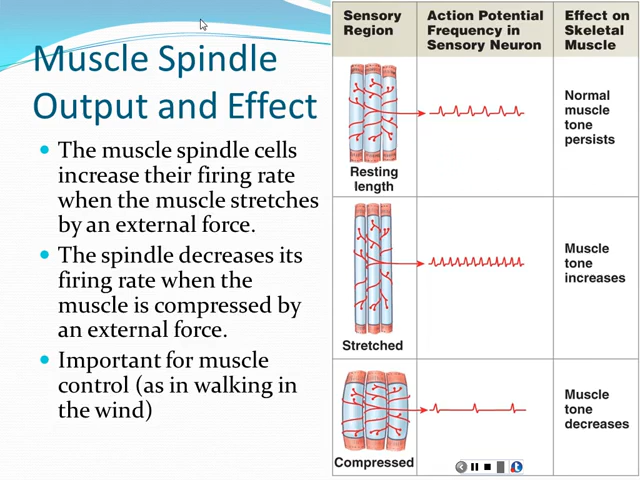 Muscle Spindle
Output and Effect
• The muscle spindle cells
increase their firing rate
when the muscle stretches
by an external force.
• The spindle decreases its
firing rate when the
muscle is compressed by
an external force.
• Important for muscle
control (as in walking in
the wind)
Sensory
Region
Action Potential
Frequency in
Sensory Neuron
Effect on
Skeletal
Muscle
Resting
length
Normal
muscle
tone
persists
Stretched
Muscle
tone
increases
Compressed
Muscle
tone
decreases